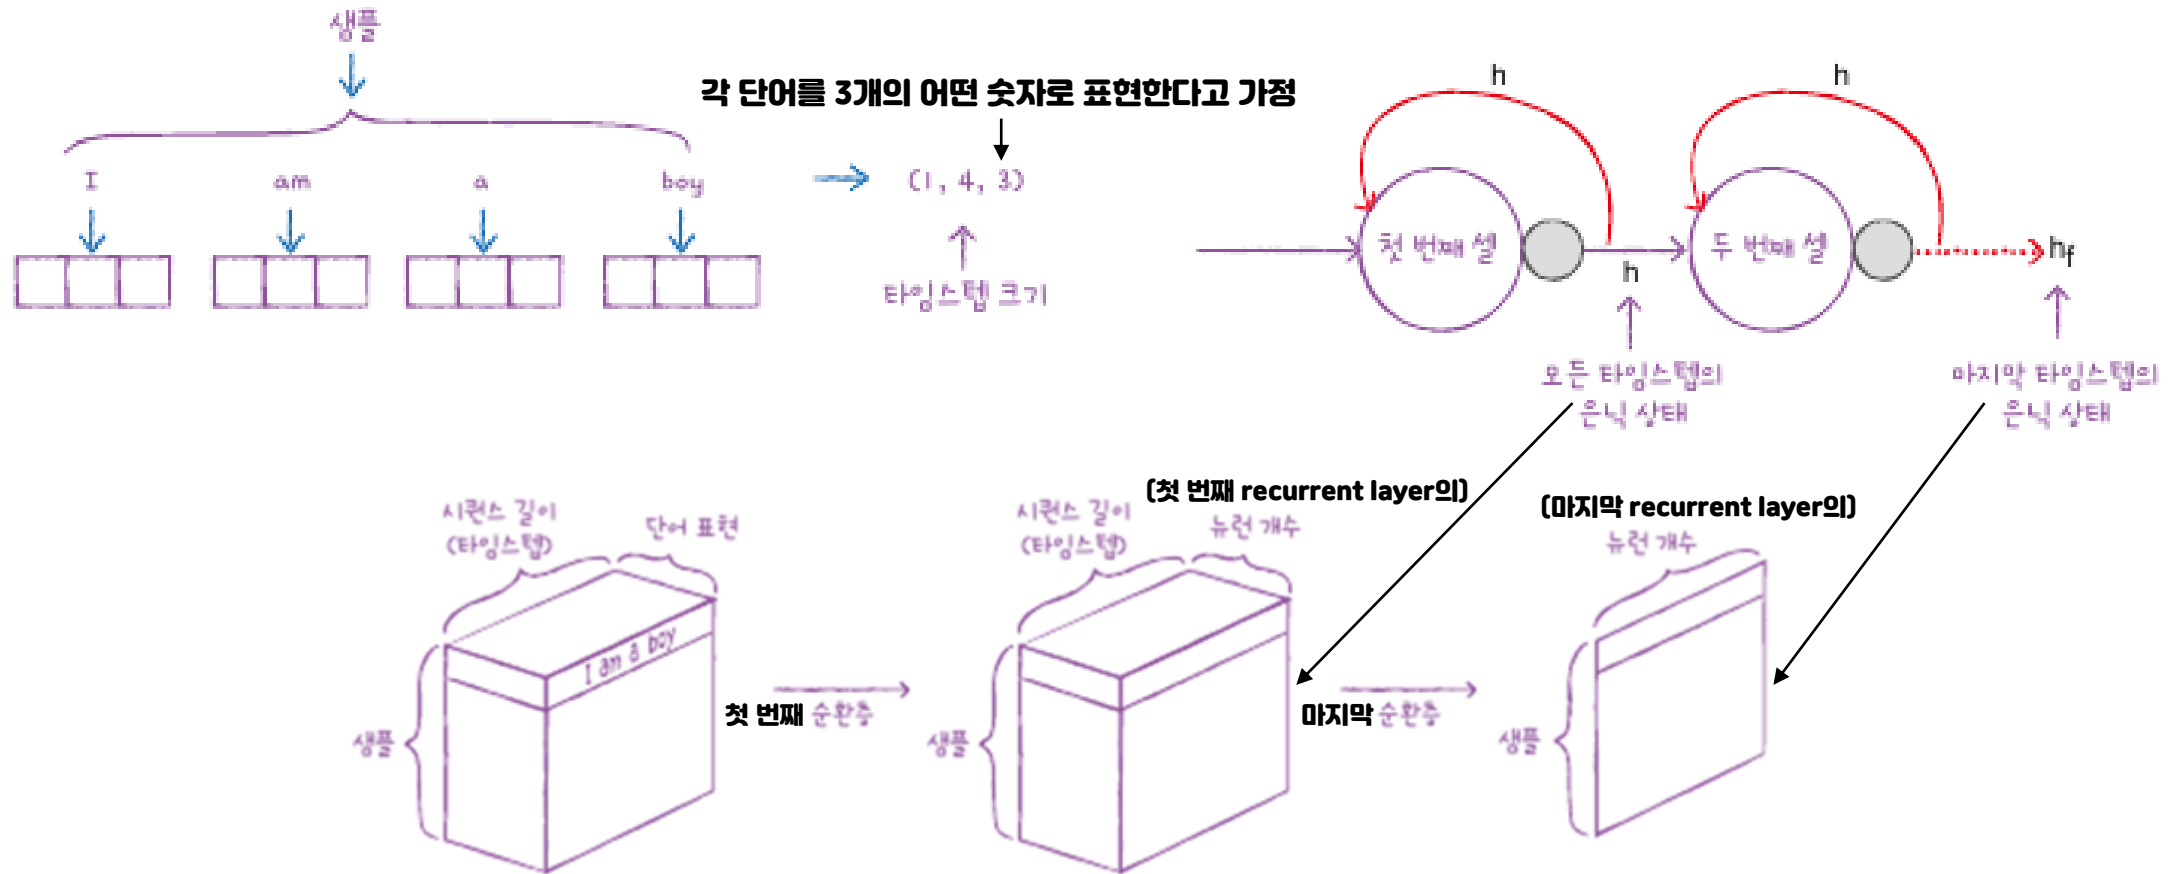 샘플
각 단어를 3개의 어떤 숫자로 표현한다고 가정
I am a boy
(1, 4, 3)
타임스텝 크기
h
h
첫 번째 셀
h
두 번째 셀
hf
모든 타임스텝의
은닉 상태
마지막 타임스텝의
은닉 상태
시퀀스 길이
(타임스텝)
단어 표현
I am a boy
샘플
첫 번째 순환층
(첫 번째 recurrent layer의)
시퀀스 길이
(타임스텝)
뉴런 개수
샘플
마지막 순환층
(마지막 recurrent layer의)
뉴런 개수
샘플